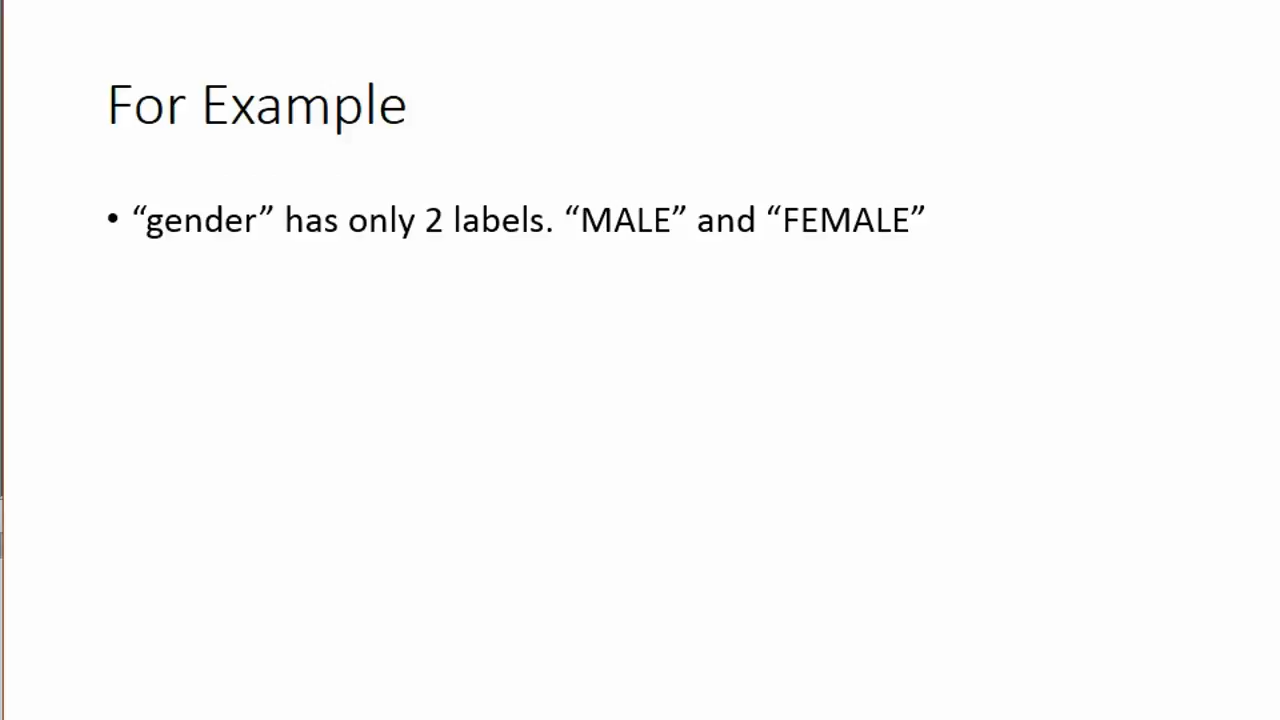 For Example
• “gender” has only 2 labels. “MALE” and “FEMALE”